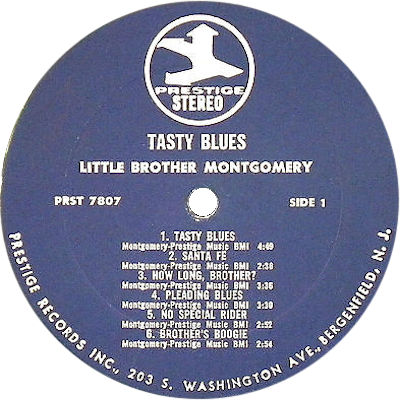 PRESTIGE
STEREO
TASTY BLUES
LITTLE BROTHER MONTGOMERY
PRST 7807
SIDE 1
1. TASTY BLUES
Montgomery-Prestige Music BMI 4:49
2. SANTA FE
Montgomery-Prestige Music BMI 2:38
3. HOW LONG, BROTHER?
Montgomery-Prestige Music BMI 3:36
4. PLEADING BLUES
Montgomery-Prestige Music BMI 3:30
5. NO SPECIAL RIDER
Montgomery-Prestige Music BMI 2:52
6. BROTHER'S BOOGIE
Montgomery-Prestige Music BMI 2:54
PRESTIGE RECORDS INC., 203 S. WASHINGTON AVE., BERGENFIELD, N. J.